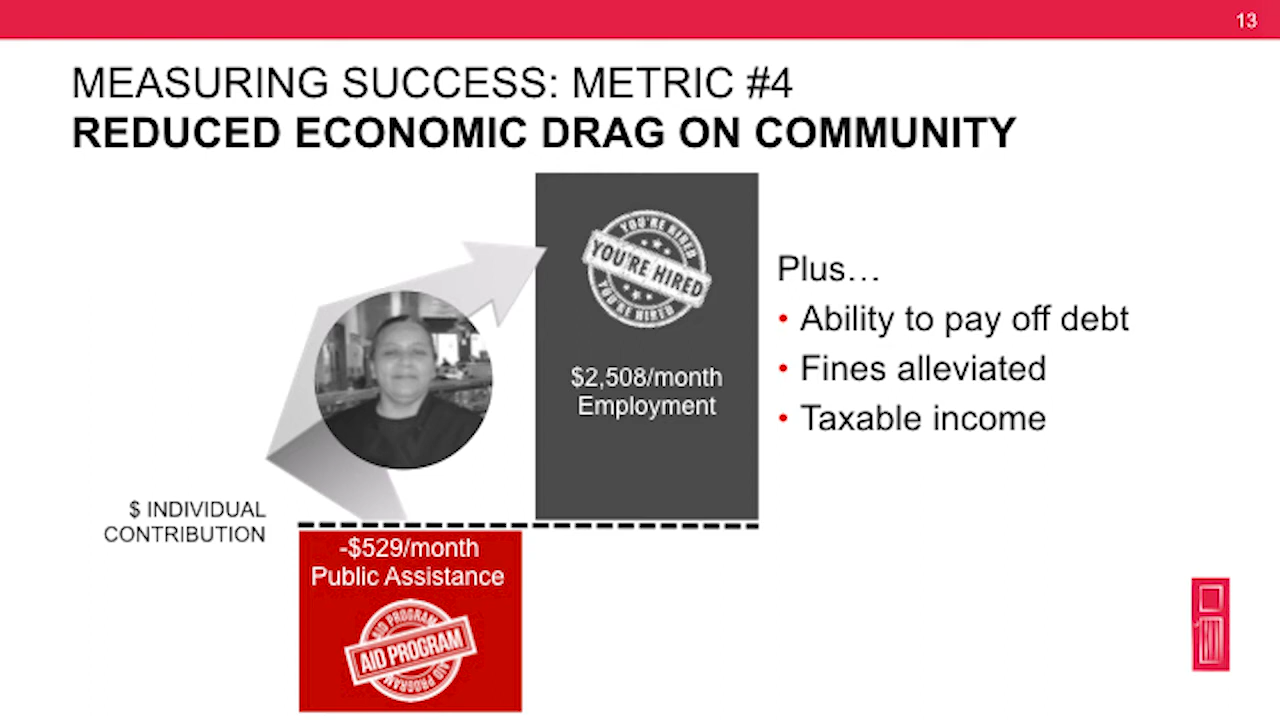 13
MEASURING SUCCESS: METRIC #4
REDUCED ECONOMIC DRAG ON COMMUNITY
YOU'RE HIRED
YOU'RE HIRED
YOU'RE HIRED
$2,508/month
Employment
Plus…
• Ability to pay off debt
• Fines alleviated
• Taxable income
$ INDIVIDUAL
CONTRIBUTION
-$529/month
Public Assistance
AID PROGRAM
AID PROGRAM
AID PROGRAM